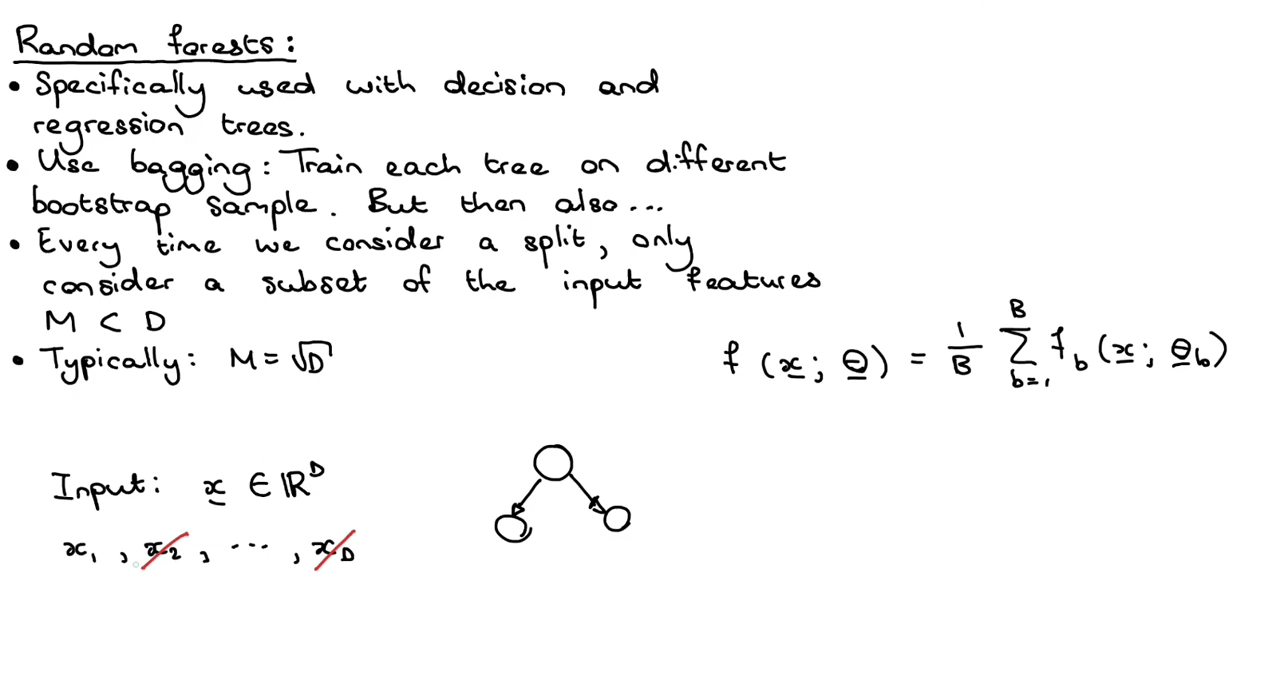 Random forests:
• Specifically used with decision and
regression trees.
• Use bagging: Train each tree on different
bootstrap sample. But then also...
• Every time we consider a split, only
consider a subset of the input features
M < D
• Typically: M = √D
f(x; θ) = 1/B ∑_{b=1}^{B} f_b(x; θ_b)
Input: x ∈ ℝ^D
x₁, x₂, ..., x_D